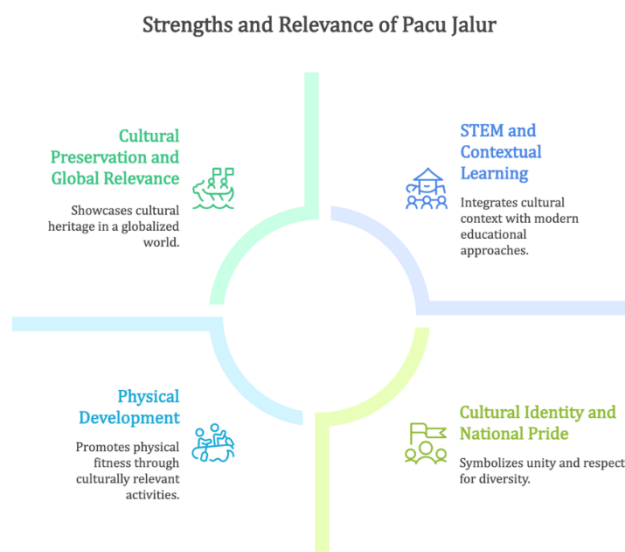 Strengths and Relevance of Pacu Jalur
Cultural
Preservation and
Global Relevance
Showcases cultural
heritage in a globalized
world.
STEM and
Contextual
Learning
Integrates cultural
context with modern
educational
approaches.
Physical
Development
Promotes physical
fitness through
culturally relevant
activities.
Cultural Identity and
National Pride
Symbolizes unity and respect
for diversity.